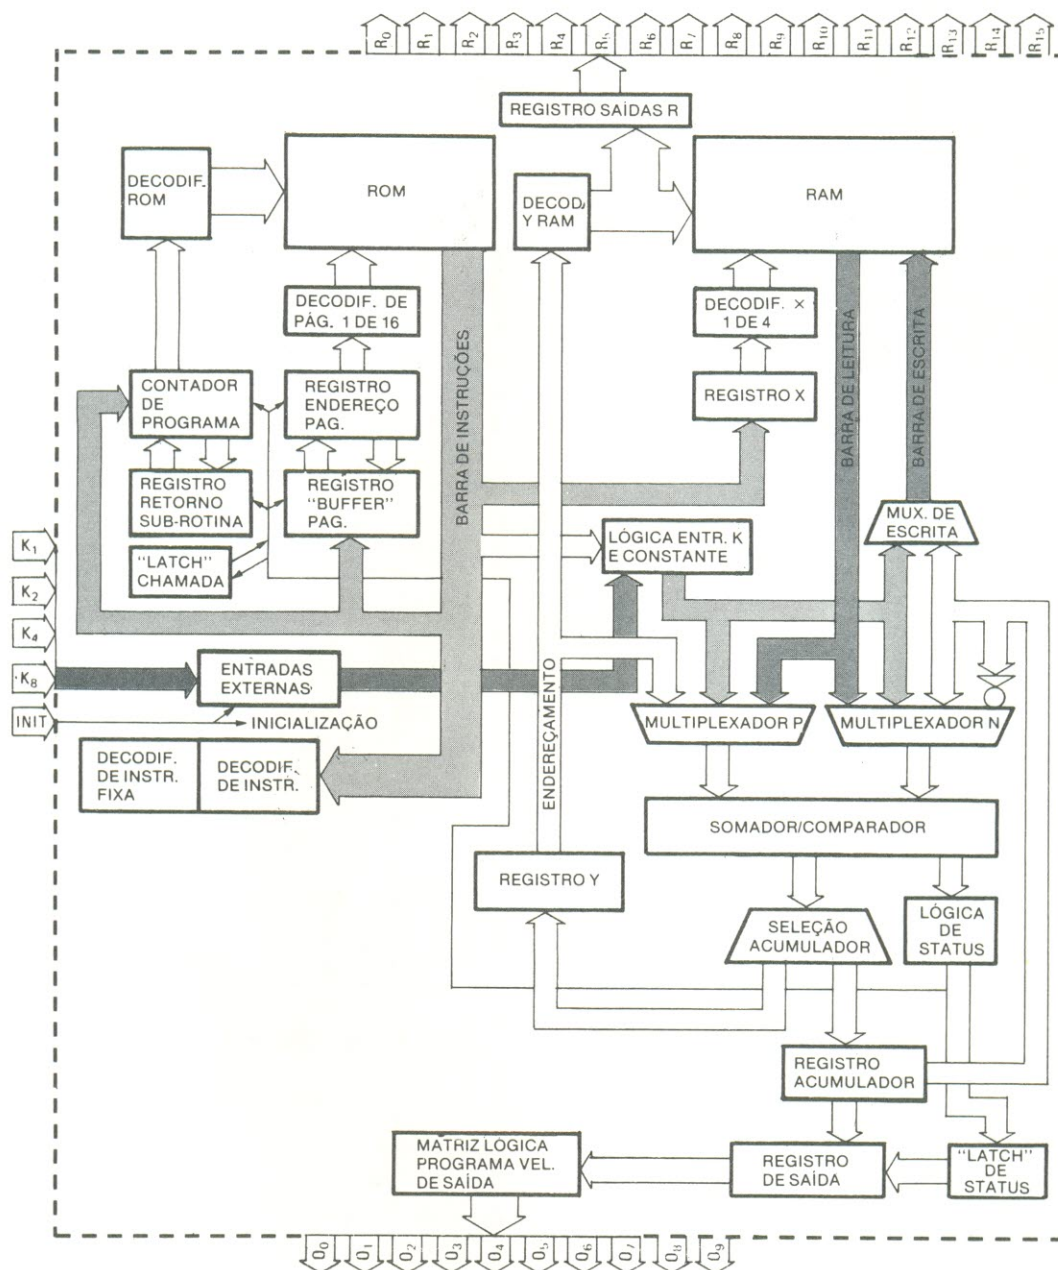 R0 R1 R2 R3 R4 R5 R6 R7 R8 R9 R10 R11 R12 R13 R14 R15
REGISTRO SAÍDAS R
DECODIF.
ROM
ROM
DECOD.
Y RAM
RAM
DECODIF. DE
PÁG. 1 DE 16
DECODIF. X
1 DE 4
BARRA DE INSTRUÇÕES
BARRA DE LEITURA
BARRA DE ESCRITA
CONTADOR
DE
PROGRAMA
REGISTRO
ENDEREÇO
PAG.
REGISTRO X
REGISTRO
RETORNO
SUB-ROTINA
REGISTRO
"BUFFER"
PAG.
MUX. DE
ESCRITA
"LATCH"
CHAMADA
LÓGICA ENTR. K
E CONSTANTE
K1
K2
K4
K8
INIT
ENTRADAS
EXTERNAS
INICIALIZAÇÃO
MULTIPLEXADOR P
MULTIPLEXADOR N
DECODIF.
DE INSTR.
FIXA
DECODIF.
DE INSTR.
ENDEREÇAMENTO
SOMADOR/COMPARADOR
REGISTRO Y
SELEÇÃO
ACUMULADOR
LÓGICA
DE
STATUS
REGISTRO
ACUMULADOR
MATRIZ LÓGICA
PROGRAMA VEL.
DE SAÍDA
REGISTRO
DE SAÍDA
"LATCH"
DE
STATUS
O0 O1 O2 O3 O4 O5 O6 O7 O8 O9